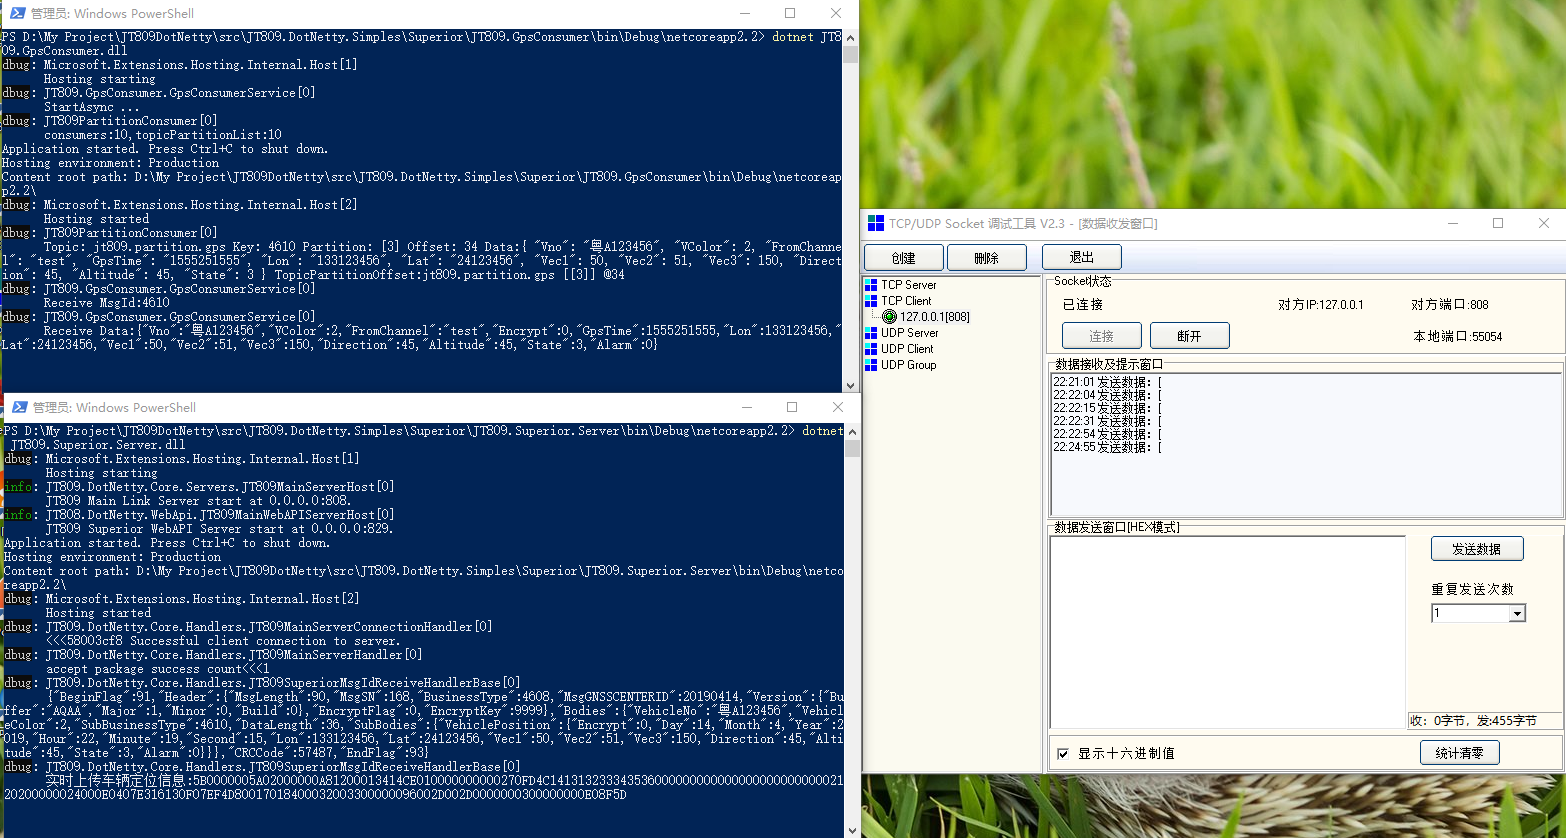 管理员: Windows PowerShell
PS D:\My Project\JT809DotNetty\src\JT809.DotNetty.Simples\Superior\JT809.GpsConsumer\bin\Debug\netcoreapp2.2> dotnet JT8
09.GpsConsumer.dll
dbug: Microsoft.Extensions.Hosting.Internal.Host[1]
Hosting starting
dbug: JT809.GpsConsumer.GpsConsumerService[0]
StartAsync ...
dbug: JT809PartitionConsumer[0]
consumers:10,topicPartitionList:10
Application started. Press Ctrl+C to shut down.
Hosting environment: Production
Content root path: D:\My Project\JT809DotNetty\src\JT809.DotNetty.Simples\Superior\JT809.GpsConsumer\bin\Debug\netcoreap
p2.2\
dbug: Microsoft.Extensions.Hosting.Internal.Host[2]
Hosting started
dbug: JT809PartitionConsumer[0]
Topic: jt809.partition.gps Key: 4610 Partition: [3] Offset: 34 Data:{ "Vno": "粤A123456", "VColor": 2, "FromChanne
l": "test", "GpsTime": "1555251555", "Lon": "133123456", "Lat": "24123456", "Vec1": 50, "Vec2": 51, "Vec3": 150, "Direct
ion": 45, "Altitude": 45, "State": 3 } TopicPartitionOffset:jt809.partition.gps [[3]] @34
dbug: JT809.GpsConsumer.GpsConsumerService[0]
Receive MsgId:4610
dbug: JT809.GpsConsumer.GpsConsumerService[0]
Receive Data:{"Vno":"粤A123456","VColor":2,"FromChannel":"test","Encrypt":0,"GpsTime":1555251555,"Lon":133123456,"
Lat":24123456,"Vec1":50,"Vec2":51,"Vec3":150,"Direction":45,"Altitude":45,"State":3,"Alarm":0}
管理员: Windows PowerShell
PS D:\My Project\JT809DotNetty\src\JT809.DotNetty.Simples\Superior\JT809.Superior.Server\bin\Debug\netcoreapp2.2> dotnet
JT809.Superior.Server.dll
dbug: Microsoft.Extensions.Hosting.Internal.Host[1]
Hosting starting
info: JT809.DotNetty.Core.Servers.JT809MainServerHost[0]
JT809 Main Link Server start at 0.0.0.0:808.
info: JT808.DotNetty.WebApi.JT809MainWebAPIServerHost[0]
JT809 Superior WebAPI Server start at 0.0.0.0:829.
Application started. Press Ctrl+C to shut down.
Hosting environment: Production
Content root path: D:\My Project\JT809DotNetty\src\JT809.DotNetty.Simples\Superior\JT809.Superior.Server\bin\Debug\netco
reapp2.2\
dbug: Microsoft.Extensions.Hosting.Internal.Host[2]
Hosting started
dbug: JT809.DotNetty.Core.Handlers.JT809MainServerConnectionHandler[0]
<<<58003cf8 Successful client connection to server.
dbug: JT809.DotNetty.Core.Handlers.JT809MainServerHandler[0]
accept package success count<<<1
dbug: JT809.DotNetty.Core.Handlers.JT809SuperiorMsgIdReceiveHandlerBase[0]
{"BeginFlag":91,"Header":{"MsgLength":90,"MsgSN":168,"BusinessType":4608,"MsgGNSSCENTERID":20190414,"Version":{"Bu
ffer":"AQAA","Major":1,"Minor":0,"Build":0},"EncryptFlag":0,"EncryptKey":9999},"Bodies":{"VehicleNo":"粤A123456","Vehicl
eColor":2,"SubBusinessType":4610,"DataLength":36,"SubBodies":{"VehiclePosition":{"Encrypt":0,"Day":14,"Month":4,"Year":2
019,"Hour":22,"Minute":19,"Second":15,"Lon":133123456,"Lat":24123456,"Vec1":50,"Vec2":51,"Vec3":150,"Direction":45,"Alti
tude":45,"State":3,"Alarm":0}}},"CRCCode":57487,"EndFlag":93}
dbug: JT809.DotNetty.Core.Handlers.JT809SuperiorMsgIdReceiveHandlerBase[0]
实时上传车辆定位信息:5B0000005A02000000A81200013414CE010000000000270FD4C1413132333435360000000000000000000000000021
2020000000024000E0407E316130F07EF4D80017018400032003300000096002D002D0000000300000000E08F5D
TCP/UDP Socket 调试工具 V2.3 - [数据收发窗口]
创建 删除 退出
TCP Server
TCP Client
127.0.0.1[808]
UDP Server
UDP Client
UDP Group
Socket状态
已连接 对方IP:127.0.0.1 对方端口:808
连接 断开 本地端口:55054
数据接收及提示窗口
22:21:01 发送数据：[
22:22:04 发送数据：[
22:22:15 发送数据：[
22:22:31 发送数据：[
22:22:54 发送数据：[
22:24:55 发送数据：[
数据发送窗口[HEX模式]
发送数据
重复发送次数
1
收：0字节，发:455字节
显示十六进制值 统计清零